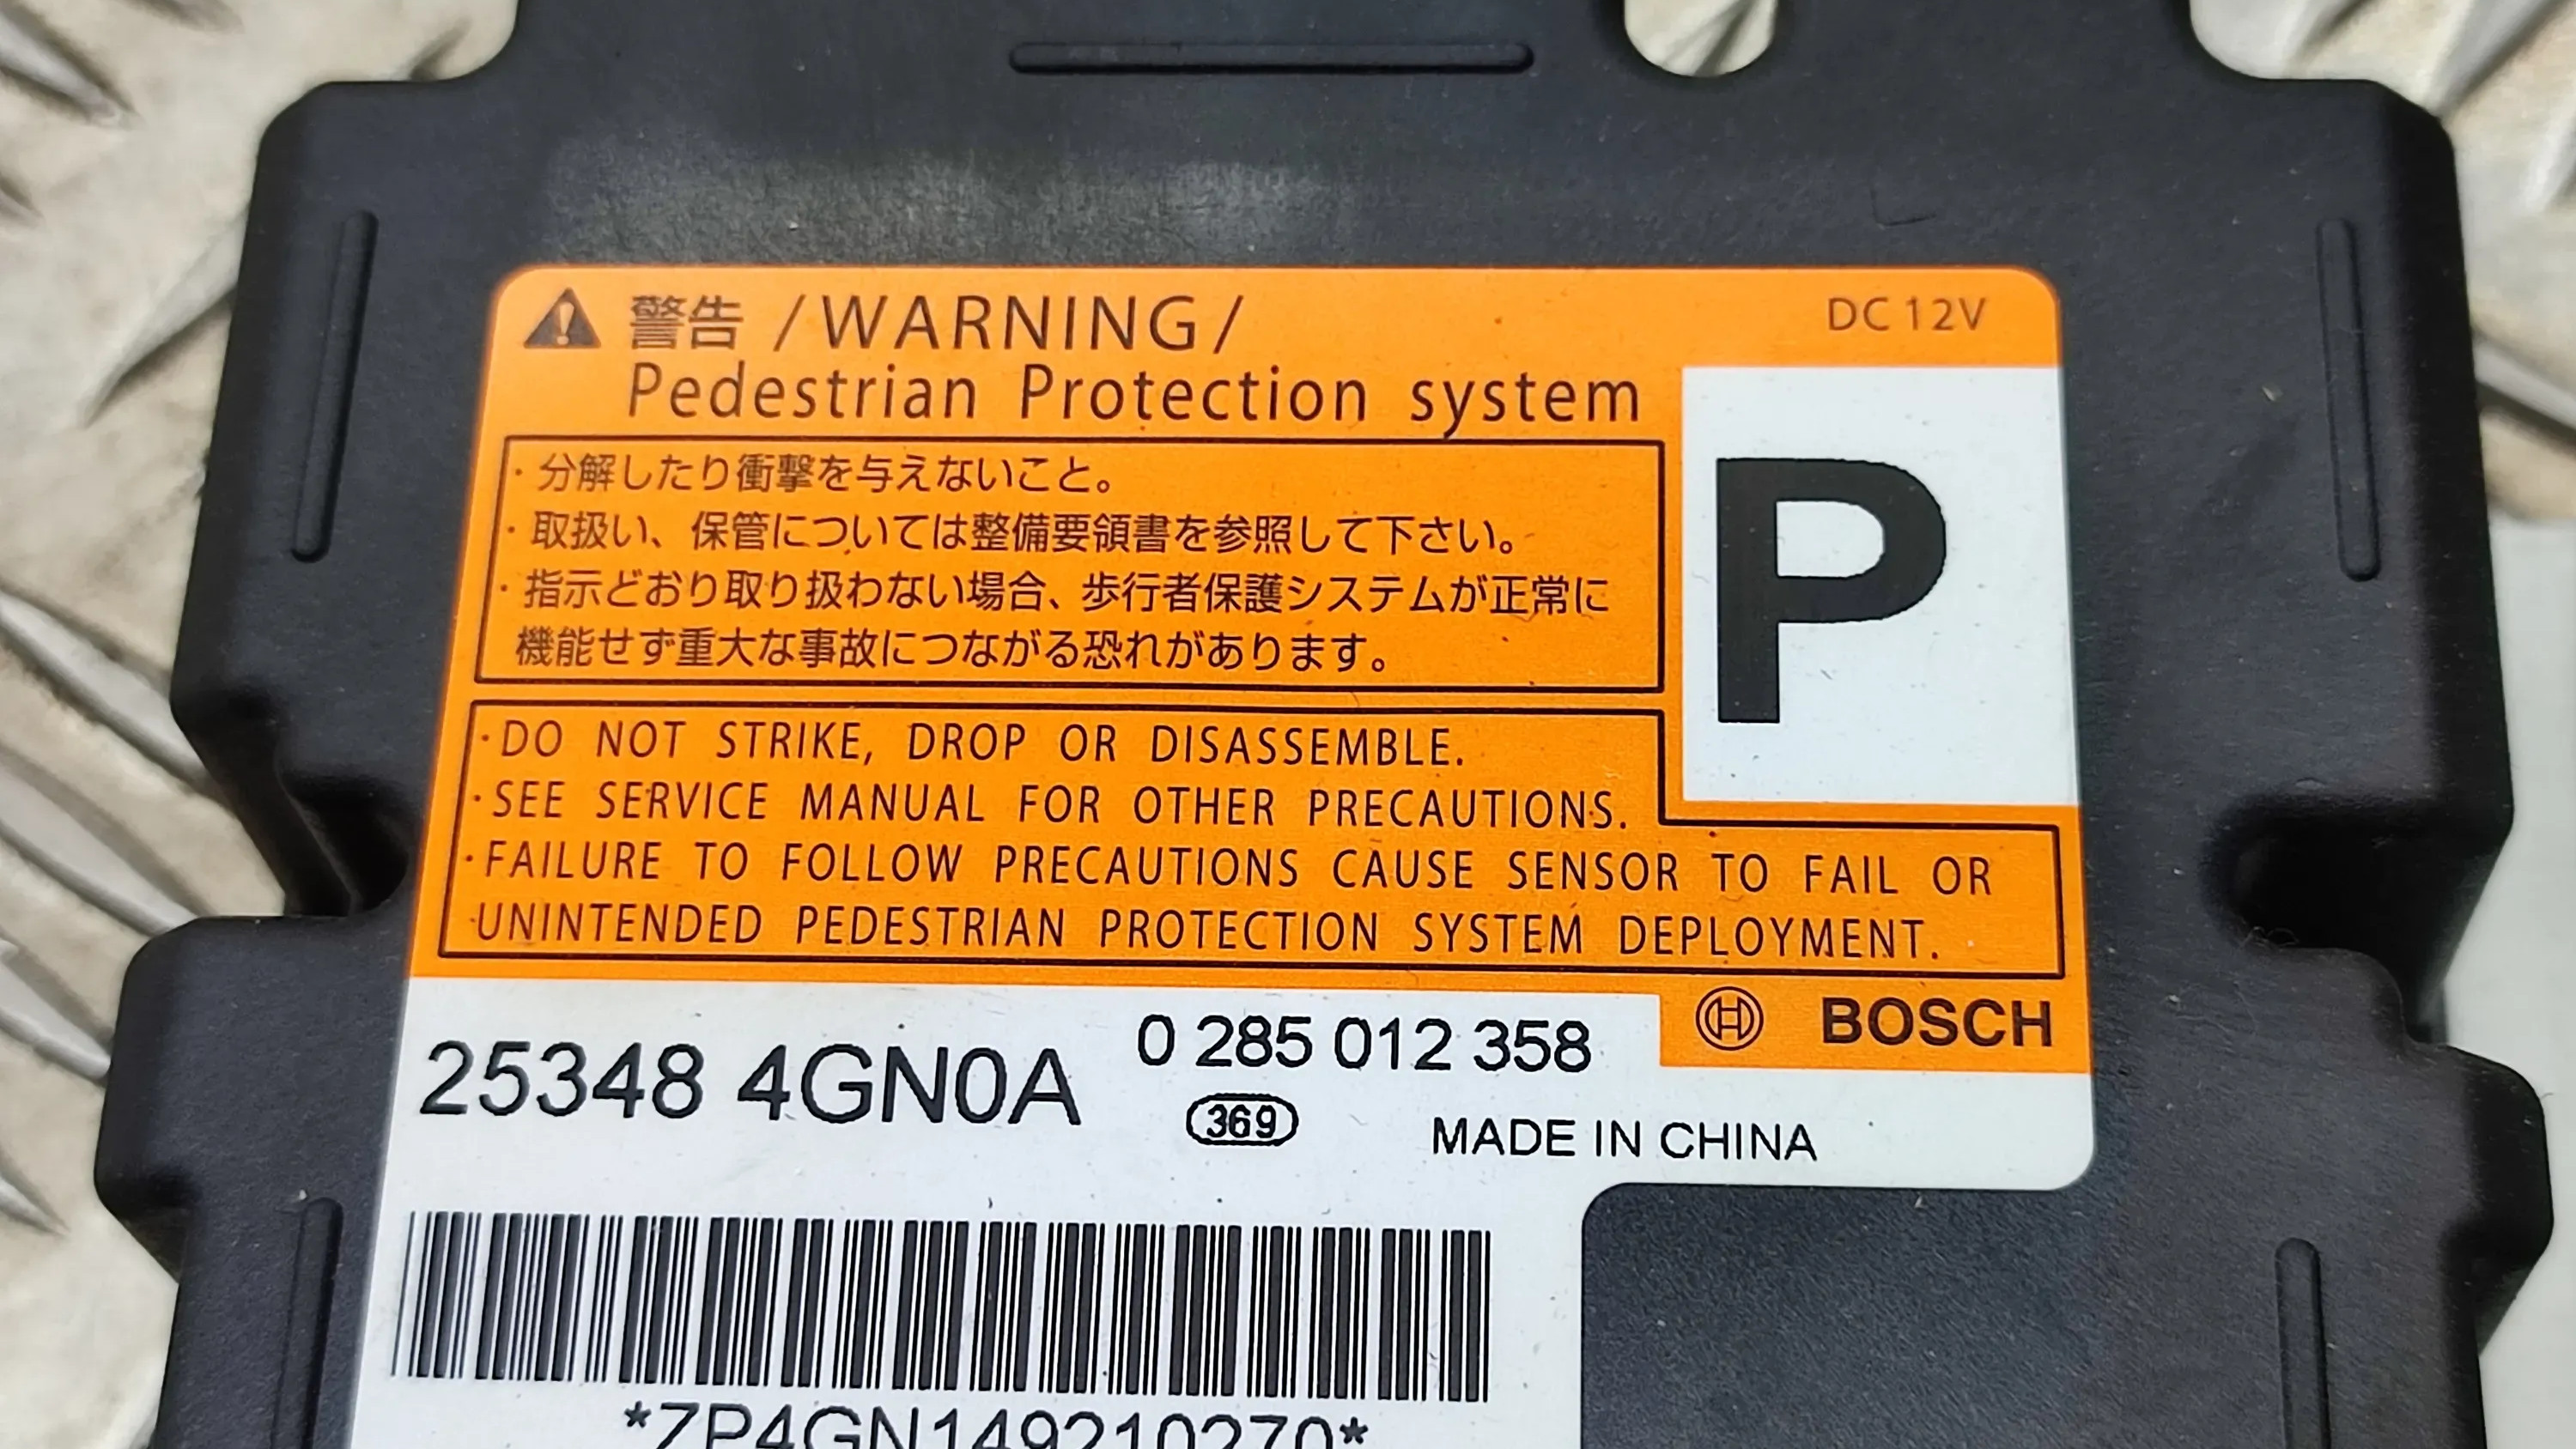 警告 /WARNING/
DC 12V
Pedestrian Protection system
P
・分解したり衝撃を与えないこと。
・取扱い、保管については整備要領書を参照して下さい。
・指示どおり取り扱わない場合、歩行者保護システムが正常に
機能せず重大な事故につながる恐れがあります。
・DO NOT STRIKE, DROP OR DISASSEMBLE.
・SEE SERVICE MANUAL FOR OTHER PRECAUTIONS.
・FAILURE TO FOLLOW PRECAUTIONS CAUSE SENSOR TO FAIL OR
UNINTENDED PEDESTRIAN PROTECTION SYSTEM DEPLOYMENT.
BOSCH
25348 4GN0A
0 285 012 358
369
MADE IN CHINA
*ZP4GN149210270*